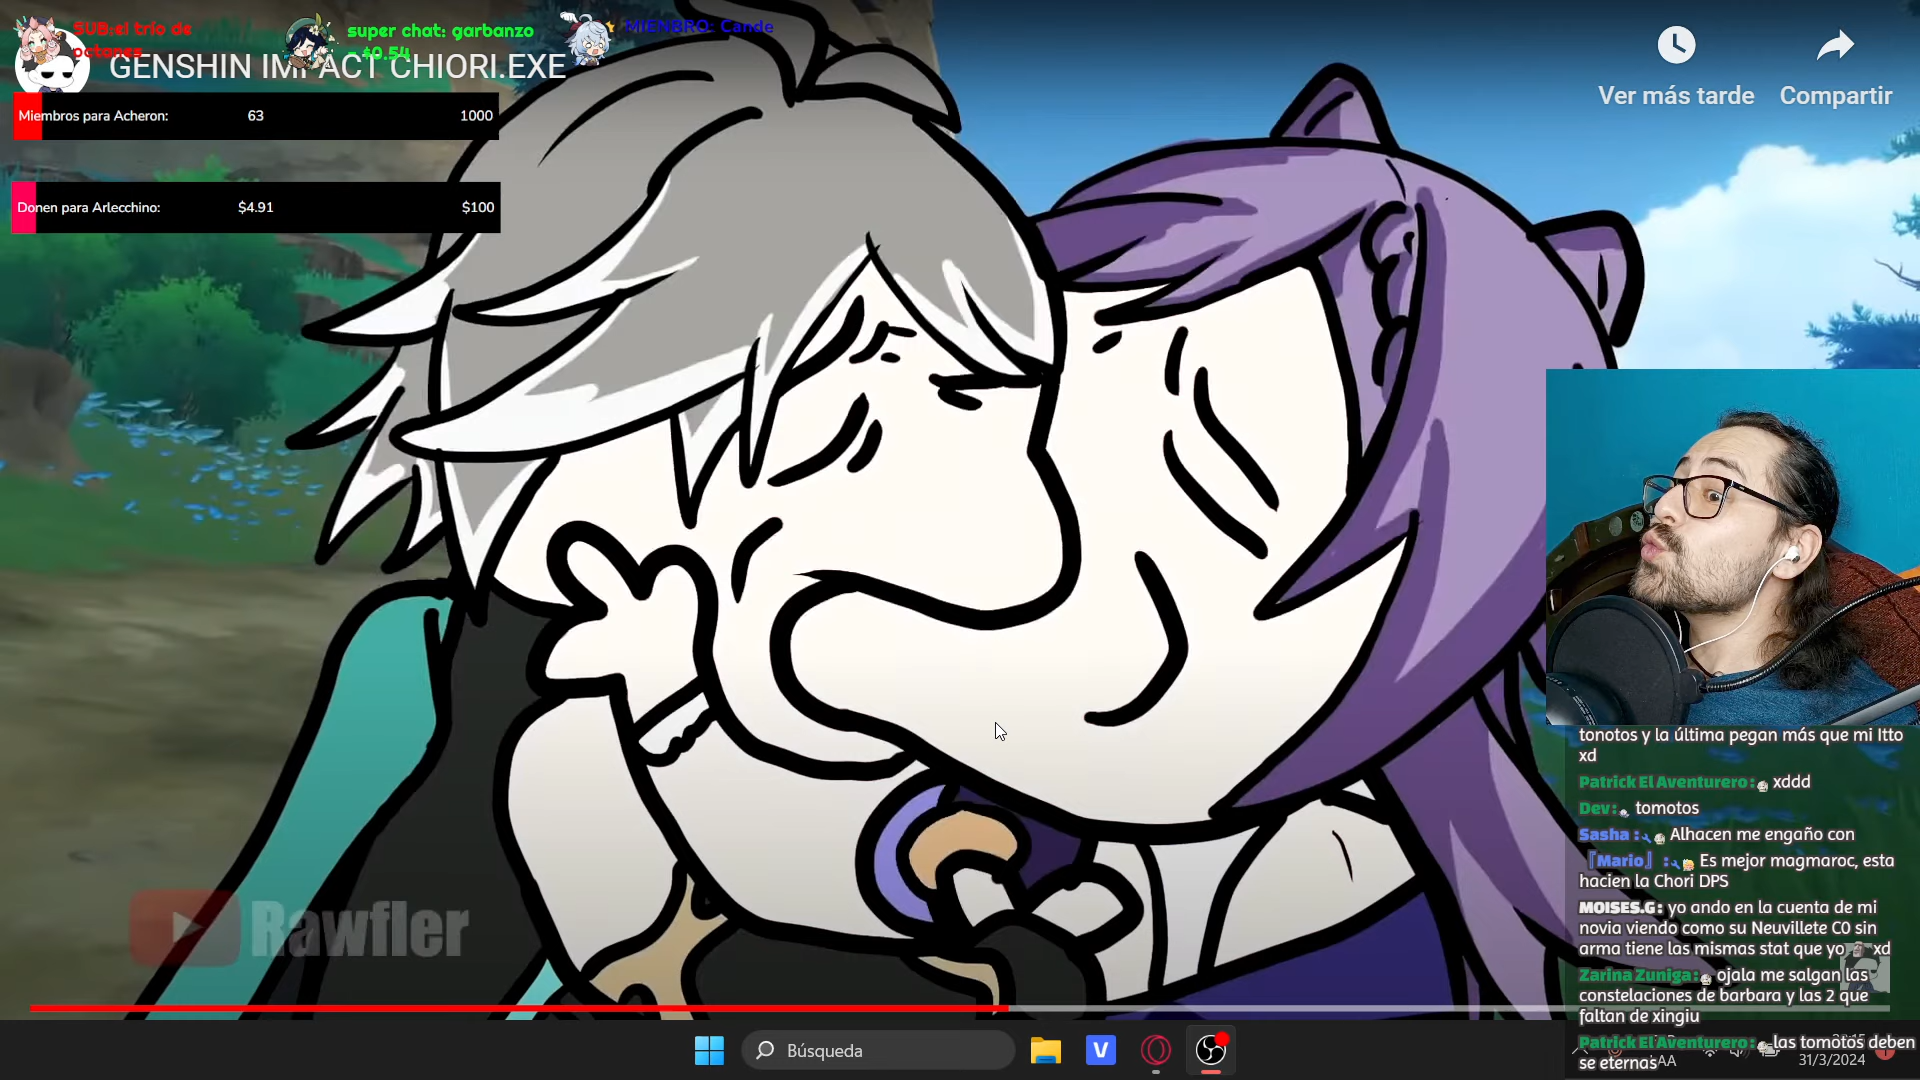 SUB:el trío de
octones
super chat: garbanzo
- $0.54
MIENBRO: Cande
GENSHIN IMPACT CHIORI.EXE
Ver más tarde
Compartir
Miembros para Acheron: 63 1000
Donen para Arlecchino: $4.91 $100
tonotos y la última pegan más que mi Itto
xd
Patrick El Aventurero: xddd
Dev: tomotos
Sasha : Alhacen me engaño con
『Mario』 : Es mejor magmaroc, esta
hacien la Chori DPS
MOISES.G: yo ando en la cuenta de mi
novia viendo como su Neuvillete C0 sin
arma tiene las mismas stat que yo xd
Zarina Zuniga: ojala me salgan las
constelaciones de barbara y las 2 que
faltan de xingiu
Patrick El Aventurero: las tomotos deben
se eternas
Rawfler
Búsqueda
V
31/3/2024